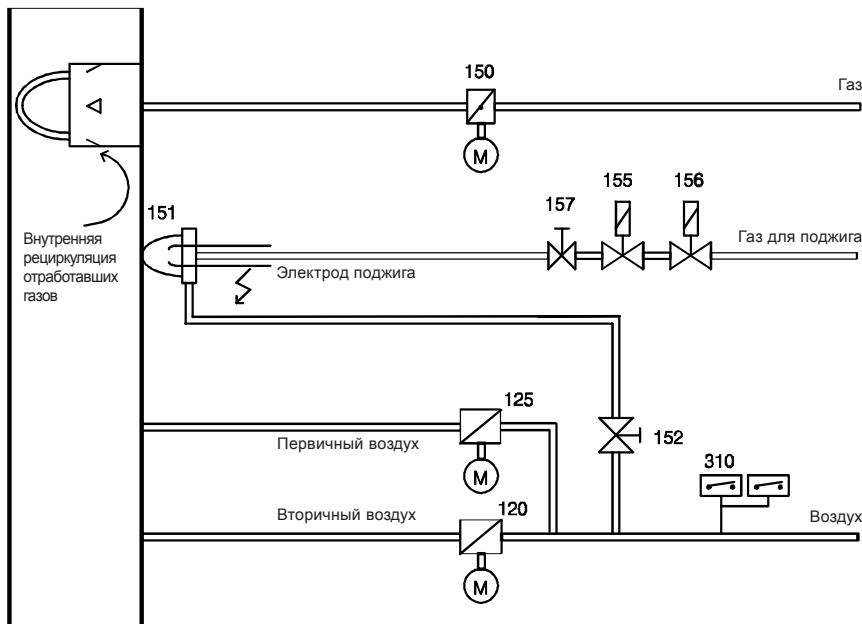 150
Газ
M
151
157
155
156
Газ для поджига
Внутренняя
рециркуляция
отработавших
газов
Электрод поджига
125
Первичный воздух
M
152
310
Вторичный воздух
120
Воздух
M